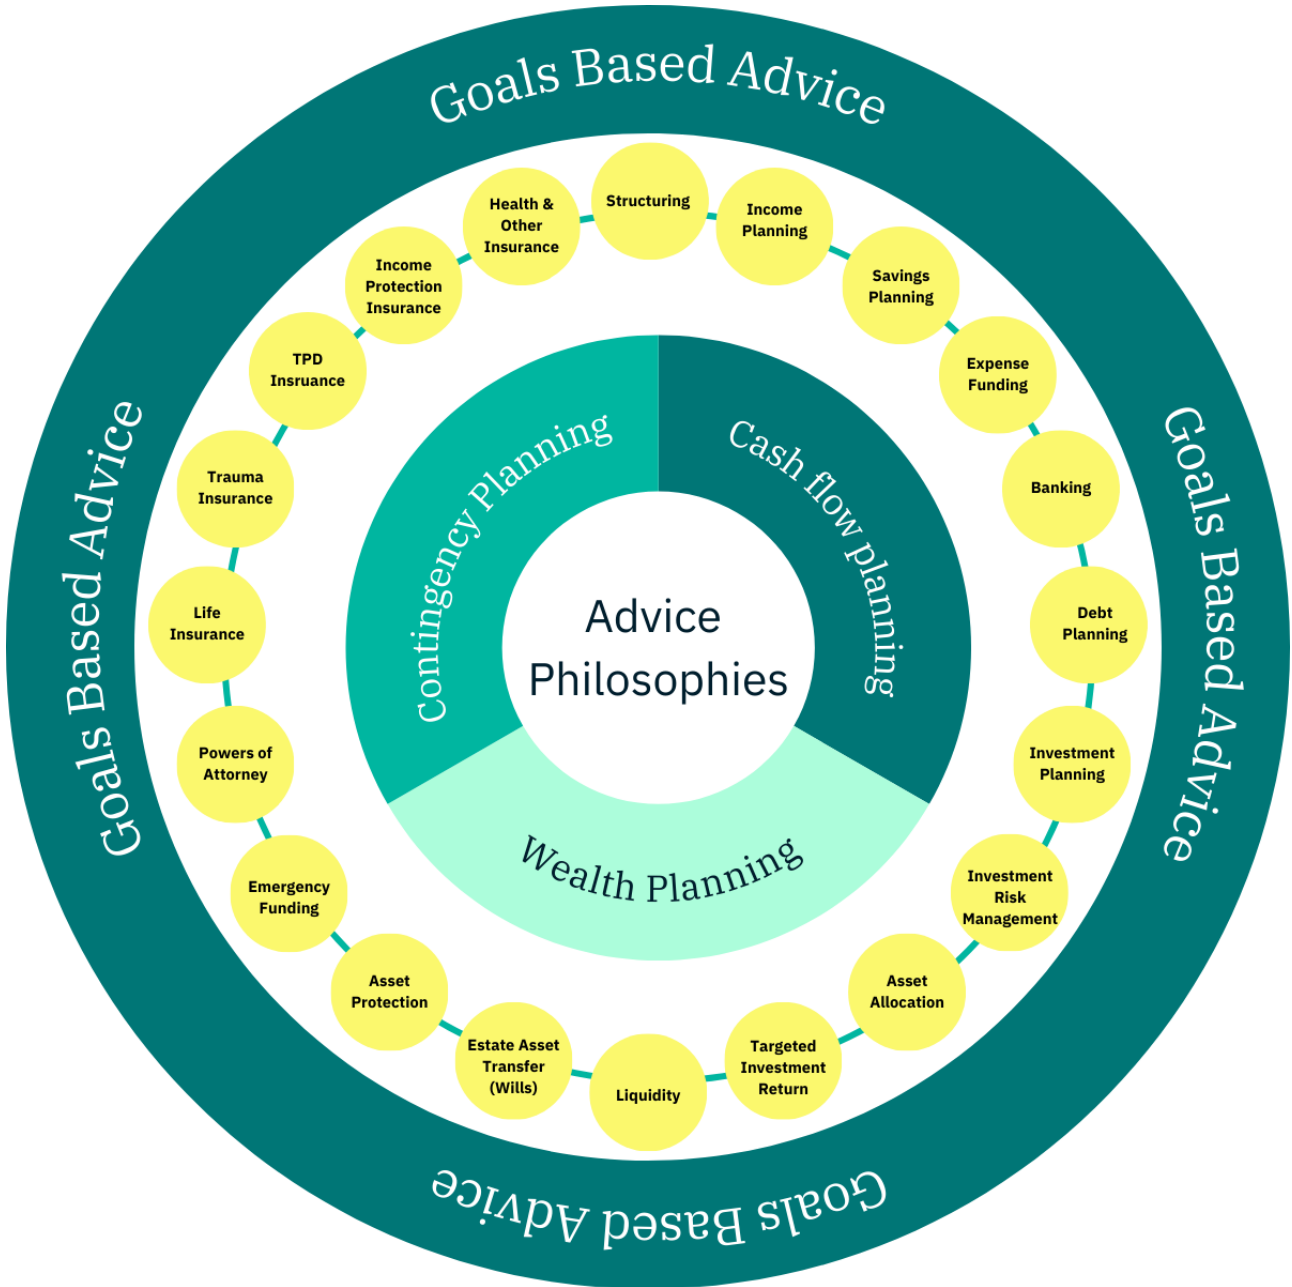 Goals Based Advice
Goals Based Advice
Goals Based Advice
Goals Based Advice
Structuring
Income
Planning
Savings
Planning
Expense
Funding
Banking
Debt
Planning
Investment
Planning
Investment
Risk
Management
Asset
Allocation
Targeted
Investment
Return
Liquidity
Estate Asset
Transfer
(Wills)
Asset
Protection
Emergency
Funding
Powers of
Attorney
Life
Insurance
Trauma
Insurance
TPD
Insruance
Income
Protection
Insurance
Health &
Other
Insurance
Cash flow planning
Wealth Planning
Contingency Planning
Advice
Philosophies